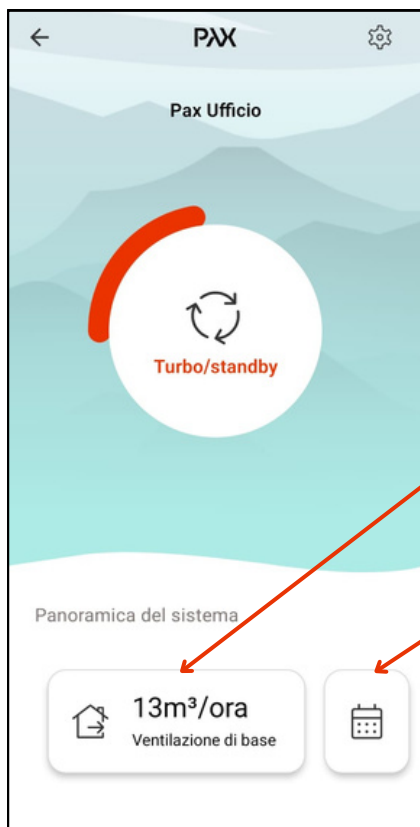 PAX
Pax Ufficio
Turbo/standby
Panoramica del sistema
13m³/ora
Ventilazione di base